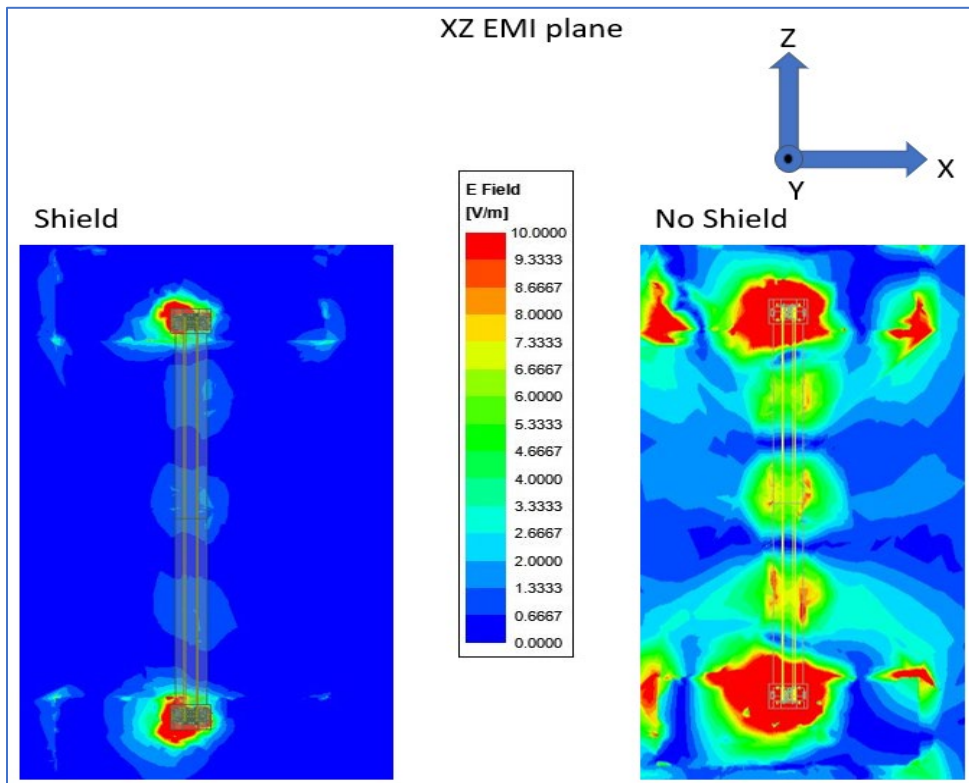 XZ EMI plane
Z
X
Y
Shield
E Field
[V/m]
No Shield
10.0000
9.3333
8.6667
8.0000
7.3333
6.6667
6.0000
5.3333
4.6667
4.0000
3.3333
2.6667
2.0000
1.3333
0.6667
0.0000